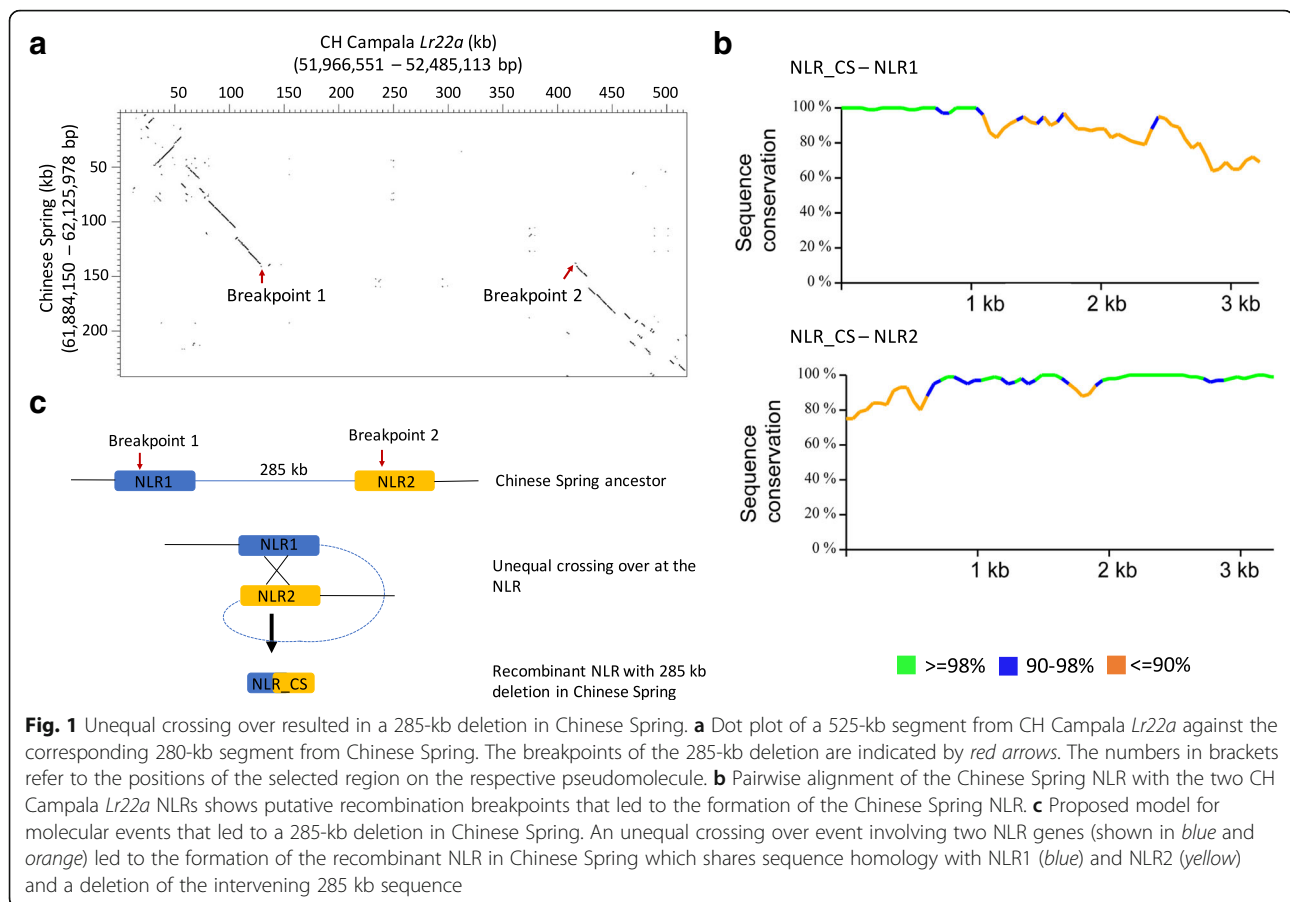 a
CH Campala Lr22a (kb)
(51,966,551 – 52,485,113 bp)
50 100 150 200 250 300 350 400 450 500
Chinese Spring (kb)
(61,884,150 – 62,125,978 bp)
50
100
150
200
Breakpoint 1
Breakpoint 2
b
NLR_CS – NLR1
Sequence
conservation
100 %
80 %
60 %
40 %
20 %
0 %
1 kb 2 kb 3 kb
NLR_CS – NLR2
Sequence
conservation
100 %
80 %
60 %
40 %
20 %
0 %
1 kb 2 kb 3 kb
>=98% 90-98% <=90%
c
Breakpoint 1
Breakpoint 2
NLR1
285 kb
NLR2
Chinese Spring ancestor
NLR1
NLR2
Unequal crossing over at the
NLR
NLR_CS
Recombinant NLR with 285 kb
deletion in Chinese Spring
Fig. 1 Unequal crossing over resulted in a 285-kb deletion in Chinese Spring. a Dot plot of a 525-kb segment from CH Campala Lr22a against the
corresponding 280-kb segment from Chinese Spring. The breakpoints of the 285-kb deletion are indicated by red arrows. The numbers in brackets
refer to the positions of the selected region on the respective pseudomolecule. b Pairwise alignment of the Chinese Spring NLR with the two CH
Campala Lr22a NLRs shows putative recombination breakpoints that led to the formation of the Chinese Spring NLR. c Proposed model for
molecular events that led to a 285-kb deletion in Chinese Spring. An unequal crossing over event involving two NLR genes (shown in blue and
orange) led to the formation of the recombinant NLR in Chinese Spring which shares sequence homology with NLR1 (blue) and NLR2 (yellow)
and a deletion of the intervening 285 kb sequence